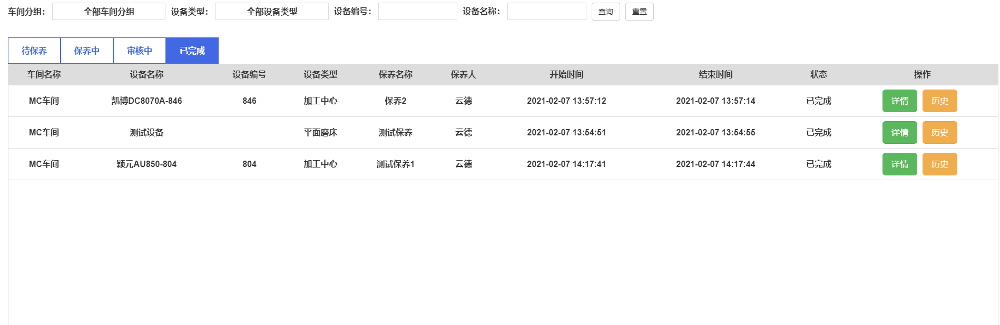 车间分组: 全部车间分组 设备类型: 全部设备类型 设备编号: 设备名称: 查询 重置
待保养 保养中 审核中 已完成
车间名称 设备名称 设备编号 设备类型 保养名称 保养人 开始时间 结束时间 状态 操作
MC车间 凯博DC8070A-846 846 加工中心 保养2 云德 2021-02-07 13:57:12 2021-02-07 13:57:14 已完成 详情 历史
MC车间 测试设备 平面磨床 测试保养 云德 2021-02-07 13:54:51 2021-02-07 13:54:55 已完成 详情 历史
MC车间 颖元AU850-804 804 加工中心 测试保养1 云德 2021-02-07 14:17:41 2021-02-07 14:17:44 已完成 详情 历史